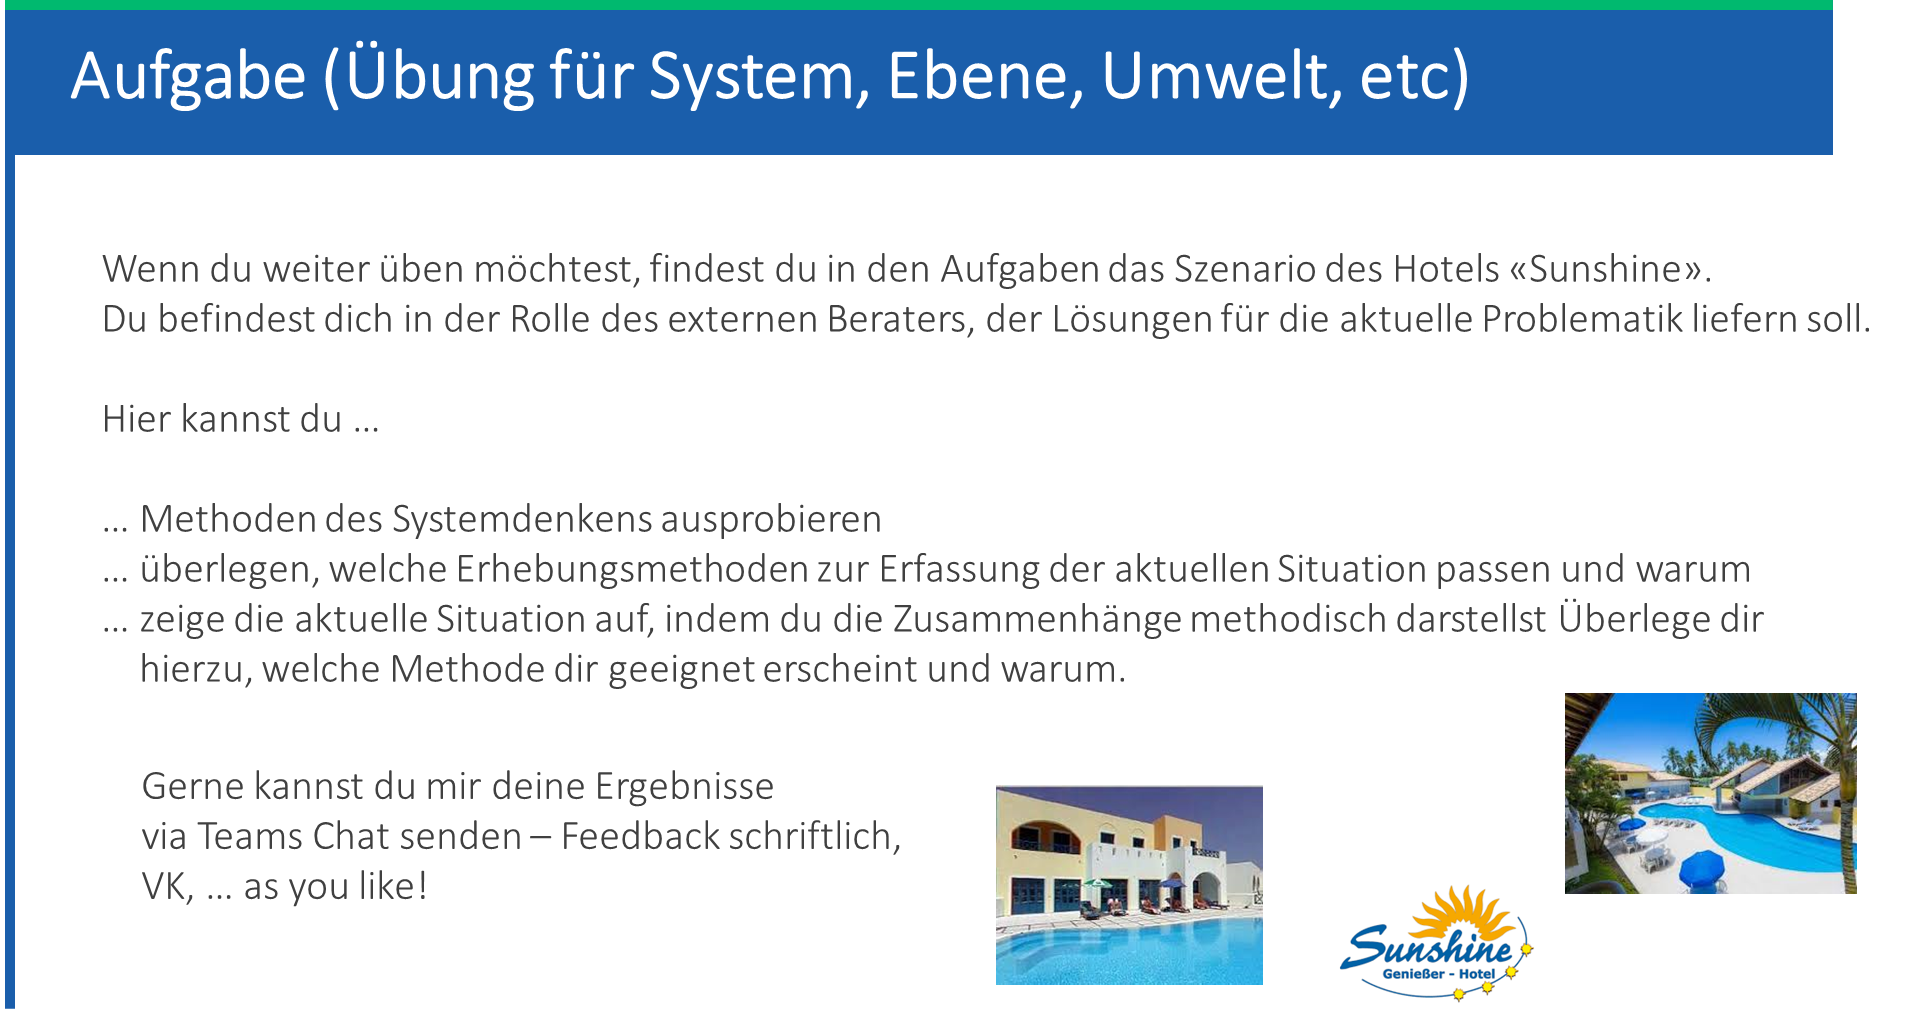 Aufgabe (Übung für System, Ebene, Umwelt, etc)
Wenn du weiter üben möchtest, findest du in den Aufgaben das Szenario des Hotels «Sunshine».
Du befindest dich in der Rolle des externen Beraters, der Lösungen für die aktuelle Problematik liefern soll.
Hier kannst du ...
... Methoden des Systemdenkens ausprobieren
... überlegen, welche Erhebungsmethoden zur Erfassung der aktuellen Situation passen und warum
... zeige die aktuelle Situation auf, indem du die Zusammenhänge methodisch darstellst Überlege dir
hierzu, welche Methode dir geeignet erscheint und warum.
Gerne kannst du mir deine Ergebnisse
via Teams Chat senden – Feedback schriftlich,
VK, ... as you like!
Sunshine
Genießer - Hotel